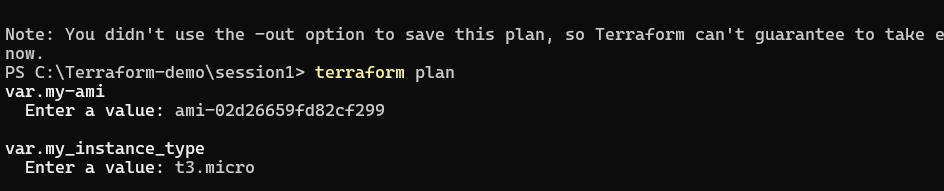 Note: You didn't use the -out option to save this plan, so Terraform can't guarantee to take e
now.
PS C:\Terraform-demo\session1> terraform plan
var.my-ami
Enter a value: ami-02d26659fd82cf299
var.my_instance_type
Enter a value: t3.micro